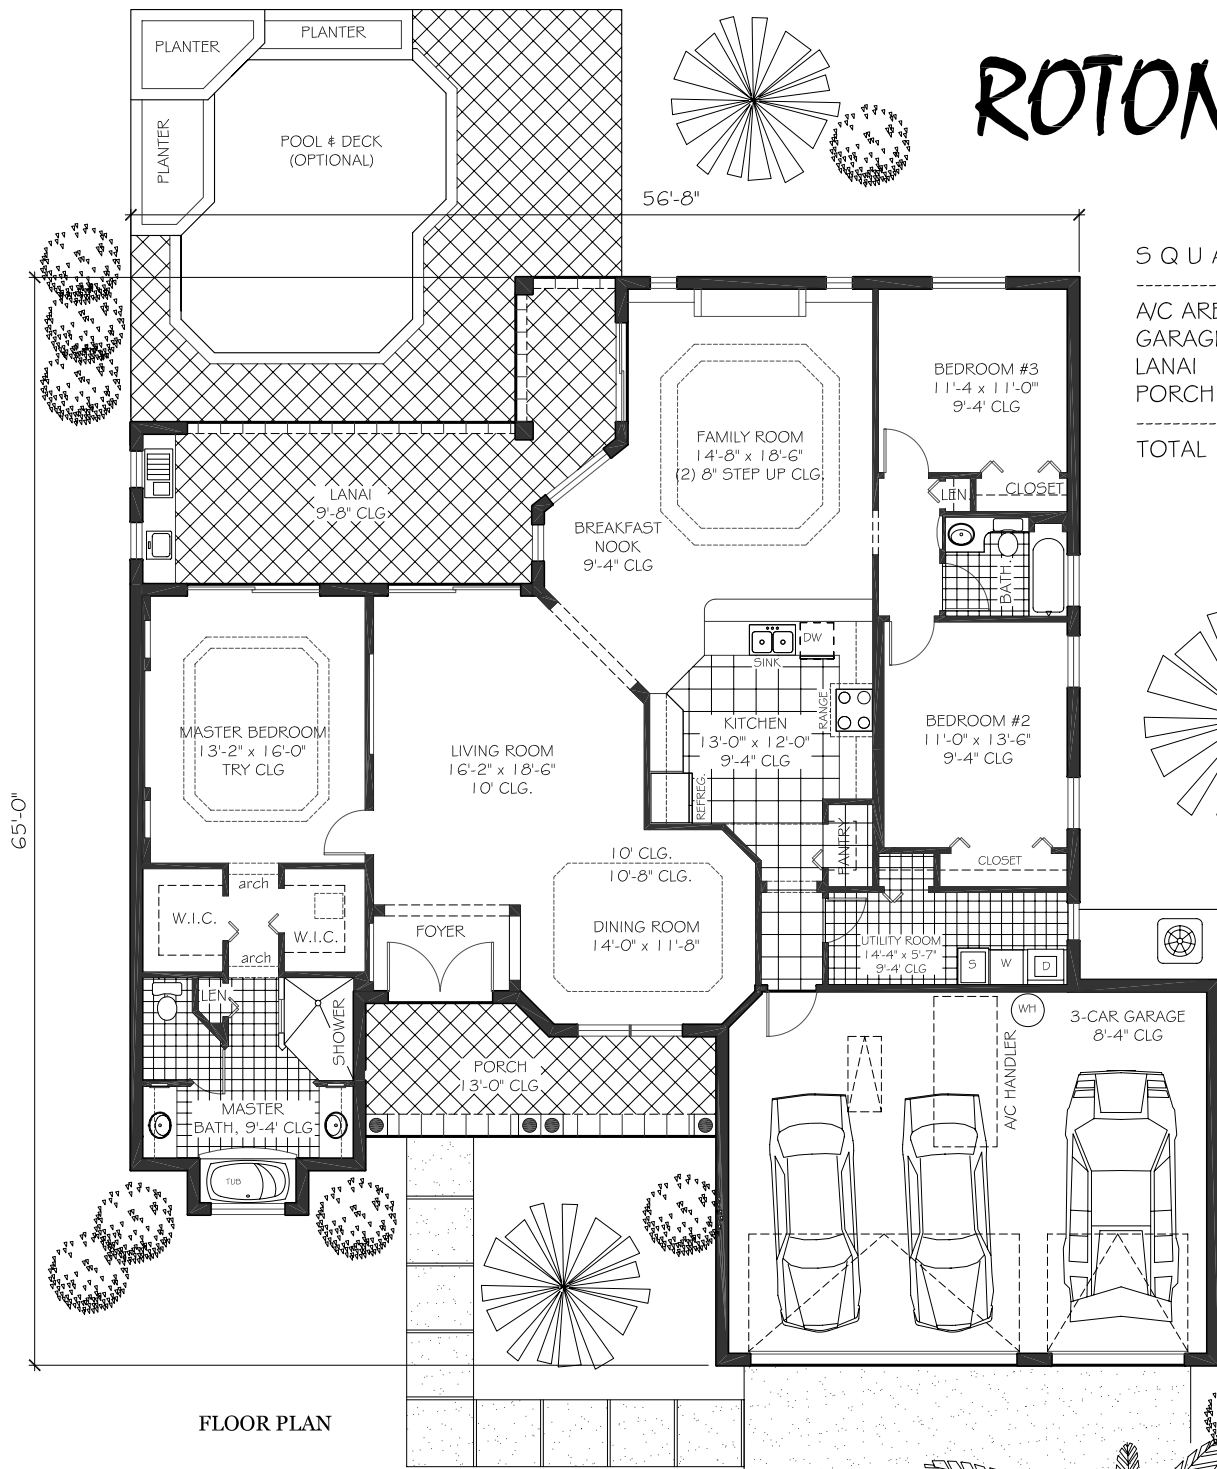 PLANTER
PLANTER
PLANTER
POOL & DECK
(OPTIONAL)
ROTON
56'-8"
SQUA
A/C ARE
GARAGE
LANAI
PORCH
TOTAL
BEDROOM #3
11'-4 x 11'-0"
9'-4' CLG
FAMILY ROOM
14'-8" x 18'-6"
(2) 8" STEP UP CLG
LEN.
CLOSET
LANAI
9'-8" CLG
BREAKFAST
NOOK
9'-4" CLG
BATH.
DW
SINK
RANGE
MASTER BEDROOM
13'-2" x 16'-0"
TRY CLG
LIVING ROOM
16'-2" x 18'-6"
10' CLG.
KITCHEN
13'-0" x 12'-0"
9'-4" CLG
BEDROOM #2
11'-0" x 13'-6"
9'-4" CLG
REFREG.
65'-0"
PANTRY
CLOSET
10' CLG.
10'-8" CLG.
arch
W.I.C.
W.I.C.
arch
FOYER
DINING ROOM
14'-0" x 11'-8"
UTILITY ROOM
14'-4" x 5'-7"
9'-4' CLG
S
W
D
LEN
SHOWER
WH
3-CAR GARAGE
8'-4" CLG
A/C HANDLER
PORCH
13'-0" CLG
MASTER
BATH, 9'-4' CLG
TUB
FLOOR PLAN